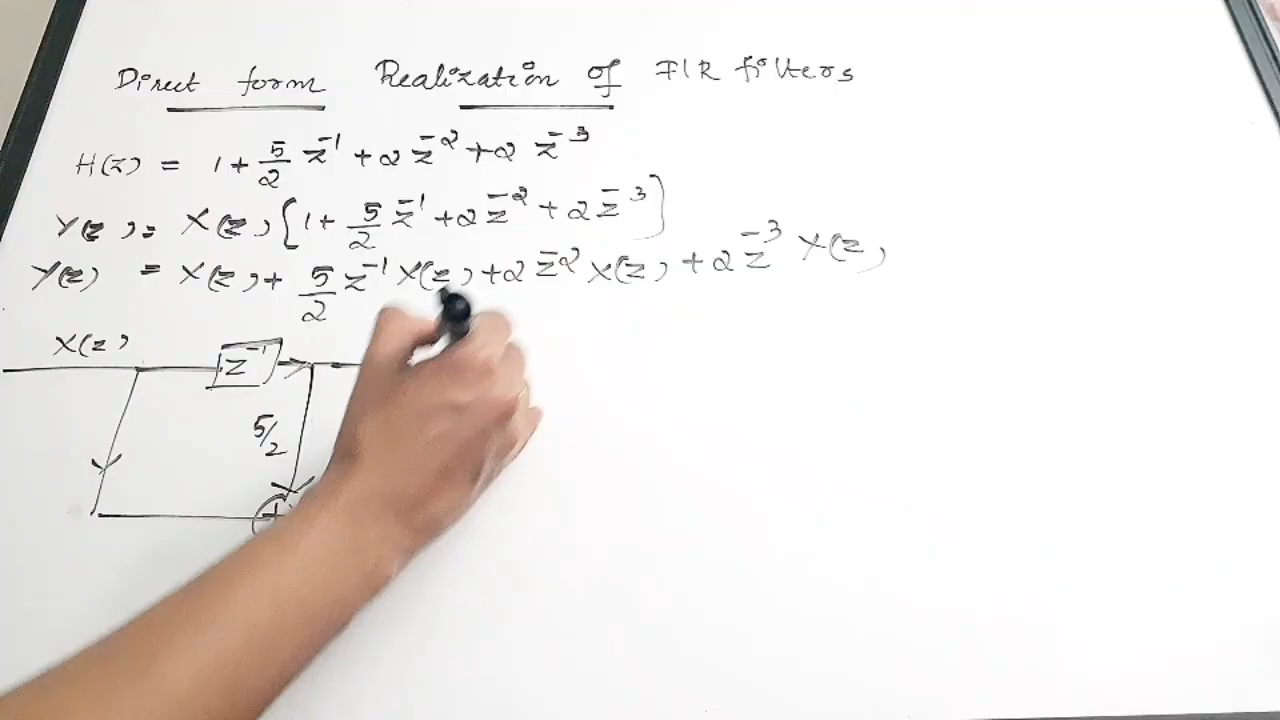 Direct form Realization of FIR filters
H(z) = 1 + 5/2 z⁻¹ + 2 z⁻² + 2 z⁻³
Y(z) = X(z) [1 + 5/2 z⁻¹ + 2 z⁻² + 2 z⁻³]
Y(z) = X(z) + 5/2 z⁻¹ X(z) + 2 z⁻² X(z) + 2 z⁻³ X(z)
X(z)
z⁻¹
5/2
+